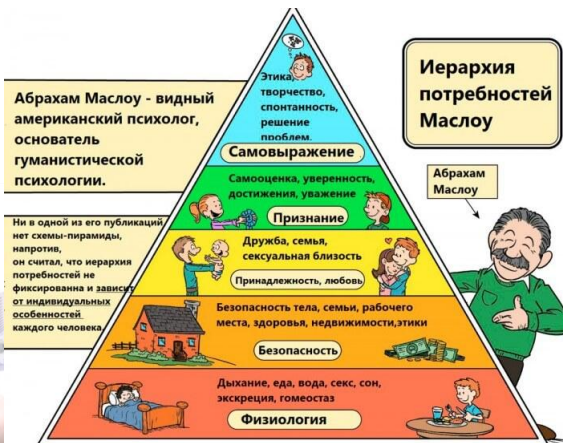 Абрахам Маслоу - видный
американский психолог,
основатель
гуманистической
психологии.
Ни в одной из его публикаций
нет схемы-пирамиды,
напротив,
он считал, что иерархия
потребностей не
фиксированна и зависит
от индивидуальных
особенностей
каждого человека.
Иерархия
потребностей
Маслоу
Абрахам
Маслоу
Этика,
творчество,
спонтанность,
решение
проблем.
Самовыражение
Самооценка, уверенность,
достижения, уважение
Признание
Дружба, семья,
сексуальная близость
Принадлежность, любовь
Безопасность тела, семьи, рабочего
места, здоровья, недвижимости,этики
Безопасность
Дыхание, еда, вода, секс, сон,
экскреция, гомеостаз
Физиология